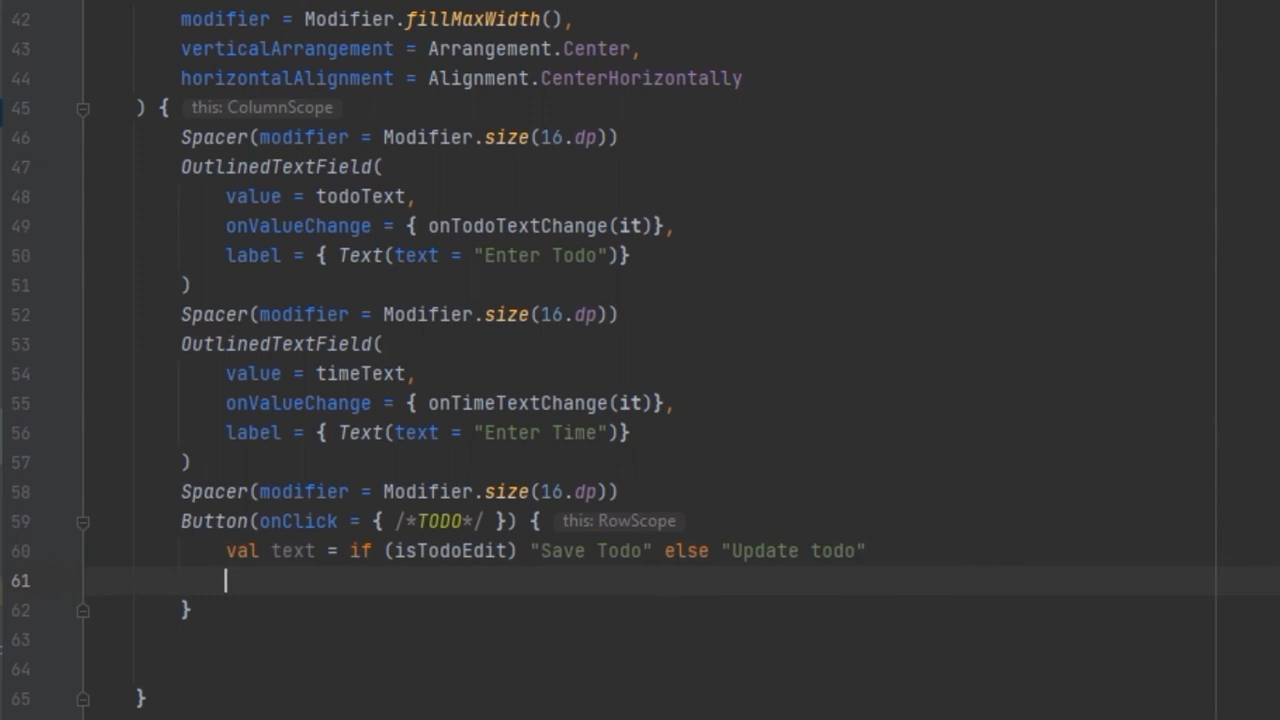 42 modifier = Modifier.fillMaxWidth(),
43 verticalArrangement = Arrangement.Center,
44 horizontalAlignment = Alignment.CenterHorizontally
45 ) { this: ColumnScope
46 Spacer(modifier = Modifier.size(16.dp))
47 OutlinedTextField(
48 value = todoText,
49 onValueChange = { onTodoTextChange(it)},
50 label = { Text(text = "Enter Todo")}
51 )
52 Spacer(modifier = Modifier.size(16.dp))
53 OutlinedTextField(
54 value = timeText,
55 onValueChange = { onTimeTextChange(it)},
56 label = { Text(text = "Enter Time")}
57 )
58 Spacer(modifier = Modifier.size(16.dp))
59 Button(onClick = { /*TODO*/ }) { this: RowScope
60 val text = if (isTodoEdit) "Save Todo" else "Update todo"
61
62 }
63
64
65 }